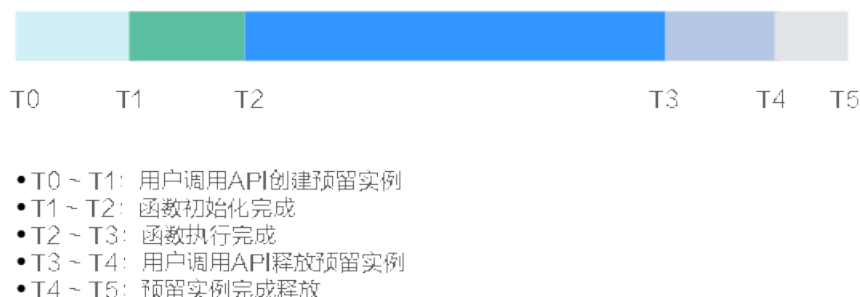 T0 T1 T2 T3 T4 T5
•T0 ~ T1：用户调用API创建预留实例
•T1 ~ T2：函数初始化完成
•T2 ~ T3：函数执行完成
•T3 ~ T4：用户调用API释放预留实例
•T4 ~ T5：预留实例完成释放